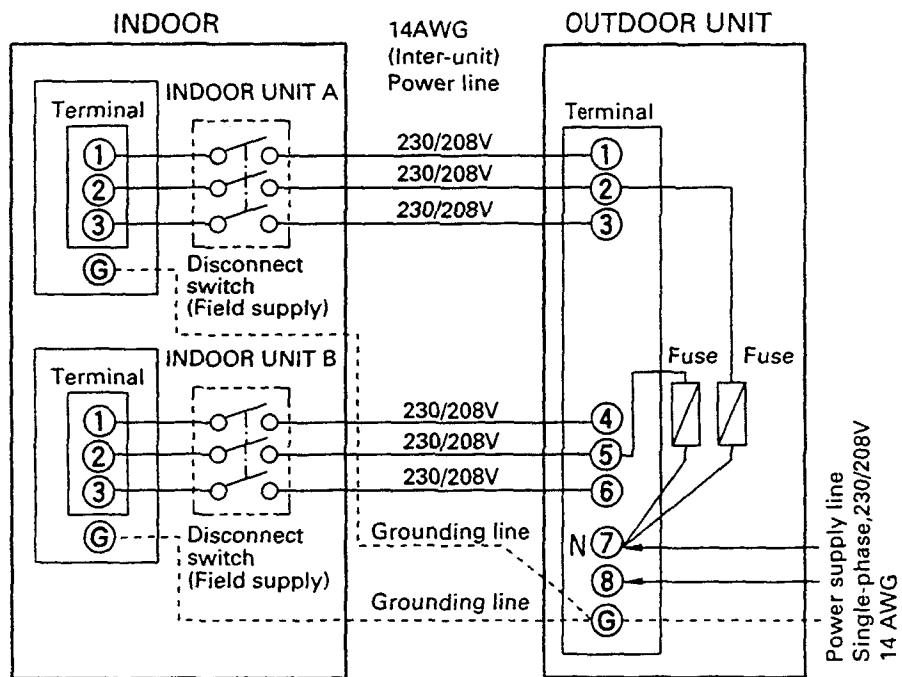 INDOOR
14AWG
(Inter-unit)
Power line
OUTDOOR UNIT
INDOOR UNIT A
Terminal
1
2
3
G
Disconnect
switch
(Field supply)
230/208V
230/208V
230/208V
Terminal
1
2
3
INDOOR UNIT B
Terminal
1
2
3
G
Disconnect
switch
(Field supply)
230/208V
230/208V
230/208V
Grounding line
Grounding line
Fuse
Fuse
4
5
6
N 7
8
G
Power supply line
Single-phase,230/208V
14 AWG